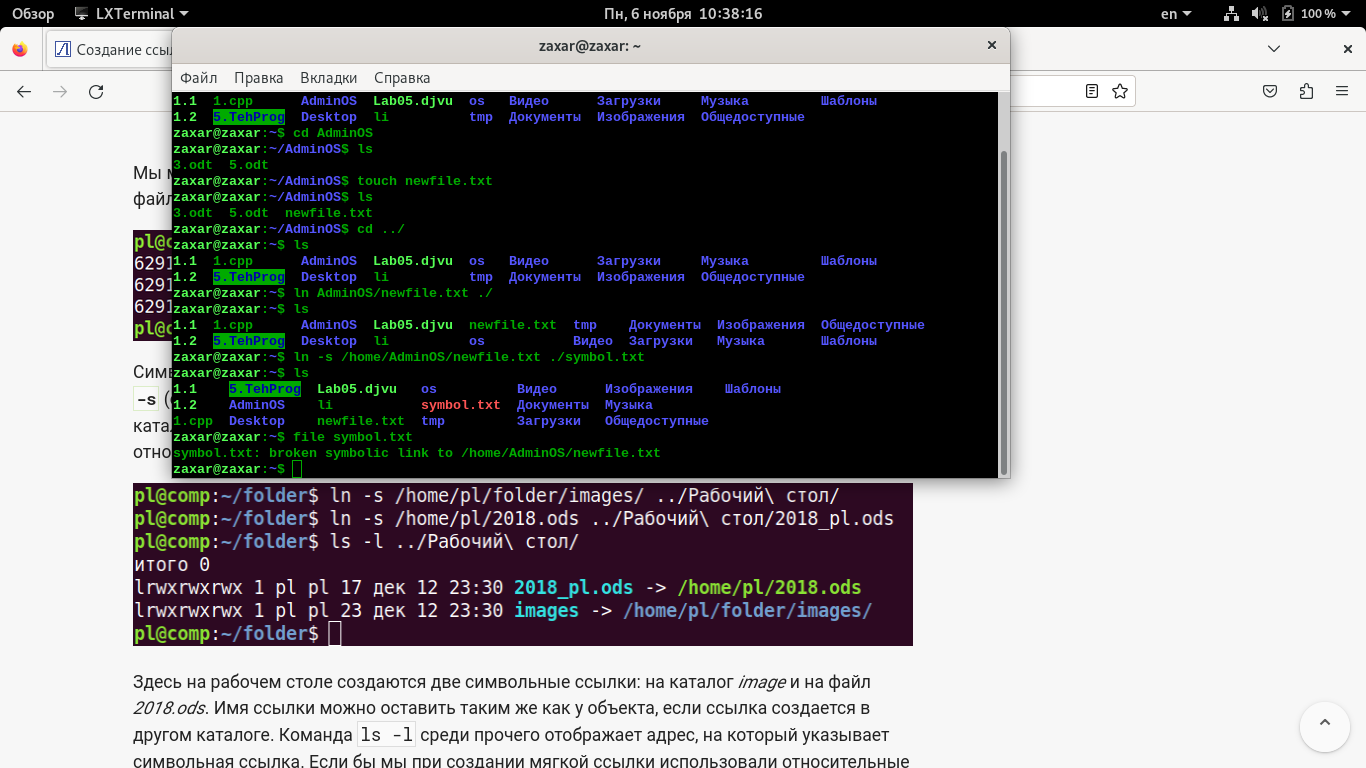 Обзор LXTerminal Пн, 6 ноября 10:38:16 en 100 %
Создание ссы
zaxar@zaxar: ~
Файл Правка Вкладки Справка
1.1 1.cpp AdminOS Lab05.djvu os Видео Загрузки Музыка Шаблоны
1.2 5.TehProg Desktop li tmp Документы Изображения Общедоступные
zaxar@zaxar:~$ cd AdminOS
zaxar@zaxar:~/AdminOS$ ls
3.odt 5.odt
zaxar@zaxar:~/AdminOS$ touch newfile.txt
zaxar@zaxar:~/AdminOS$ ls
3.odt 5.odt newfile.txt
zaxar@zaxar:~/AdminOS$ cd ../
zaxar@zaxar:~$ ls
1.1 1.cpp AdminOS Lab05.djvu os Видео Загрузки Музыка Шаблоны
1.2 5.TehProg Desktop li tmp Документы Изображения Общедоступные
zaxar@zaxar:~$ ln AdminOS/newfile.txt ./
zaxar@zaxar:~$ ls
1.1 1.cpp AdminOS Lab05.djvu newfile.txt tmp Документы Изображения Общедоступные
1.2 5.TehProg Desktop li os Видео Загрузки Музыка Шаблоны
zaxar@zaxar:~$ ln -s /home/AdminOS/newfile.txt ./symbol.txt
zaxar@zaxar:~$ ls
1.1 5.TehProg Lab05.djvu os Видео Изображения Шаблоны
1.2 AdminOS li symbol.txt Документы Музыка
1.cpp Desktop newfile.txt tmp Загрузки Общедоступные
zaxar@zaxar:~$ file symbol.txt
symbol.txt: broken symbolic link to /home/AdminOS/newfile.txt
zaxar@zaxar:~$
Мы
файл
pl@c
6291
6291
6291
pl@c
Сим
-s (
ката
отно
pl@comp:~/folder$ ln -s /home/pl/folder/images/ ../Рабочий\ стол/
pl@comp:~/folder$ ln -s /home/pl/2018.ods ../Рабочий\ стол/2018_pl.ods
pl@comp:~/folder$ ls -l ../Рабочий\ стол/
итого 0
lrwxrwxrwx 1 pl pl 17 дек 12 23:30 2018_pl.ods -> /home/pl/2018.ods
lrwxrwxrwx 1 pl pl 23 дек 12 23:30 images -> /home/pl/folder/images/
pl@comp:~/folder$
Здесь на рабочем столе создаются две символьные ссылки: на каталог image и на файл
2018.ods. Имя ссылки можно оставить таким же как у объекта, если ссылка создается в
другом каталоге. Команда ls -l среди прочего отображает адрес, на который указывает
символьная ссылка. Если бы мы при создании мягкой ссылки использовали относительные